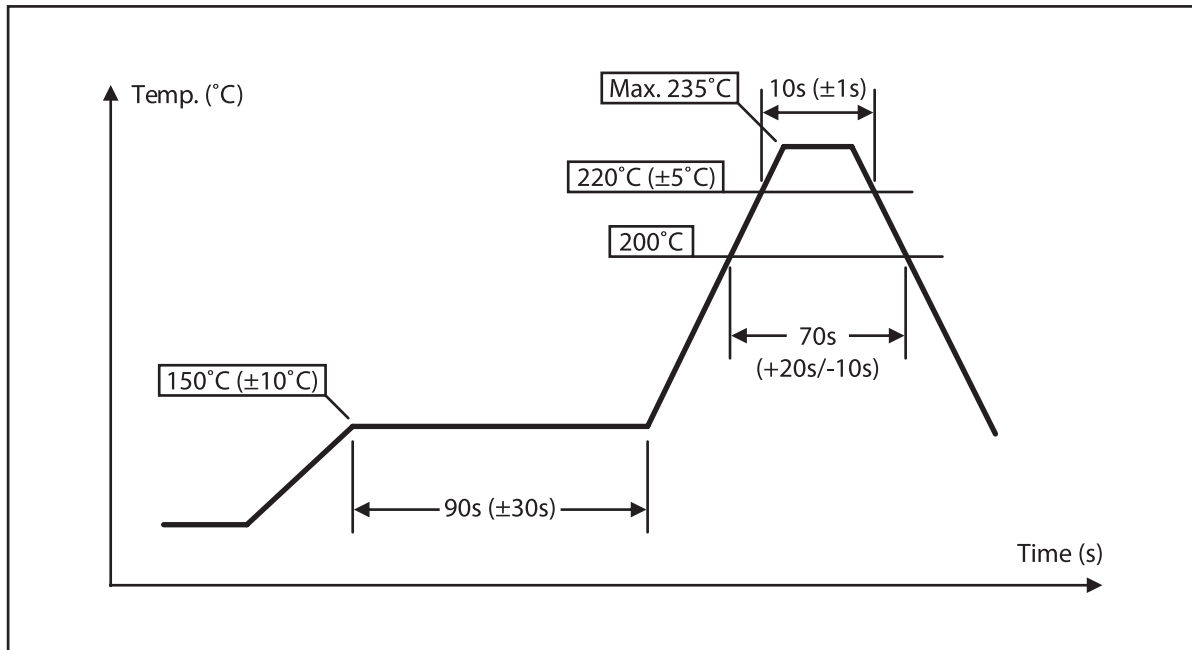 Temp. (˚C)
Max. 235˚C
10s (±1s)
220˚C (±5˚C)
200˚C
70s
(+20s/-10s)
150˚C (±10˚C)
90s (±30s)
Time (s)